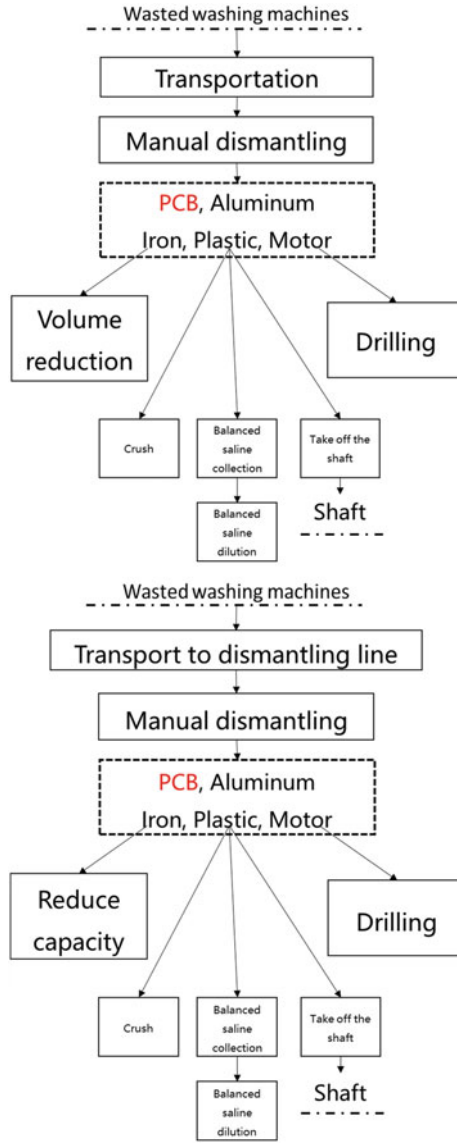 Wasted washing machines
Transportation
Manual dismantling
PCB, Aluminum
Iron, Plastic, Motor
Volume
reduction
Drilling
Crush
Balanced
saline
collection
Take off the
shaft
Balanced
saline
dilution
Shaft
Wasted washing machines
Transport to dismantling line
Manual dismantling
PCB, Aluminum
Iron, Plastic, Motor
Reduce
capacity
Drilling
Crush
Balanced
saline
collection
Take off the
shaft
Balanced
saline
dilution
Shaft